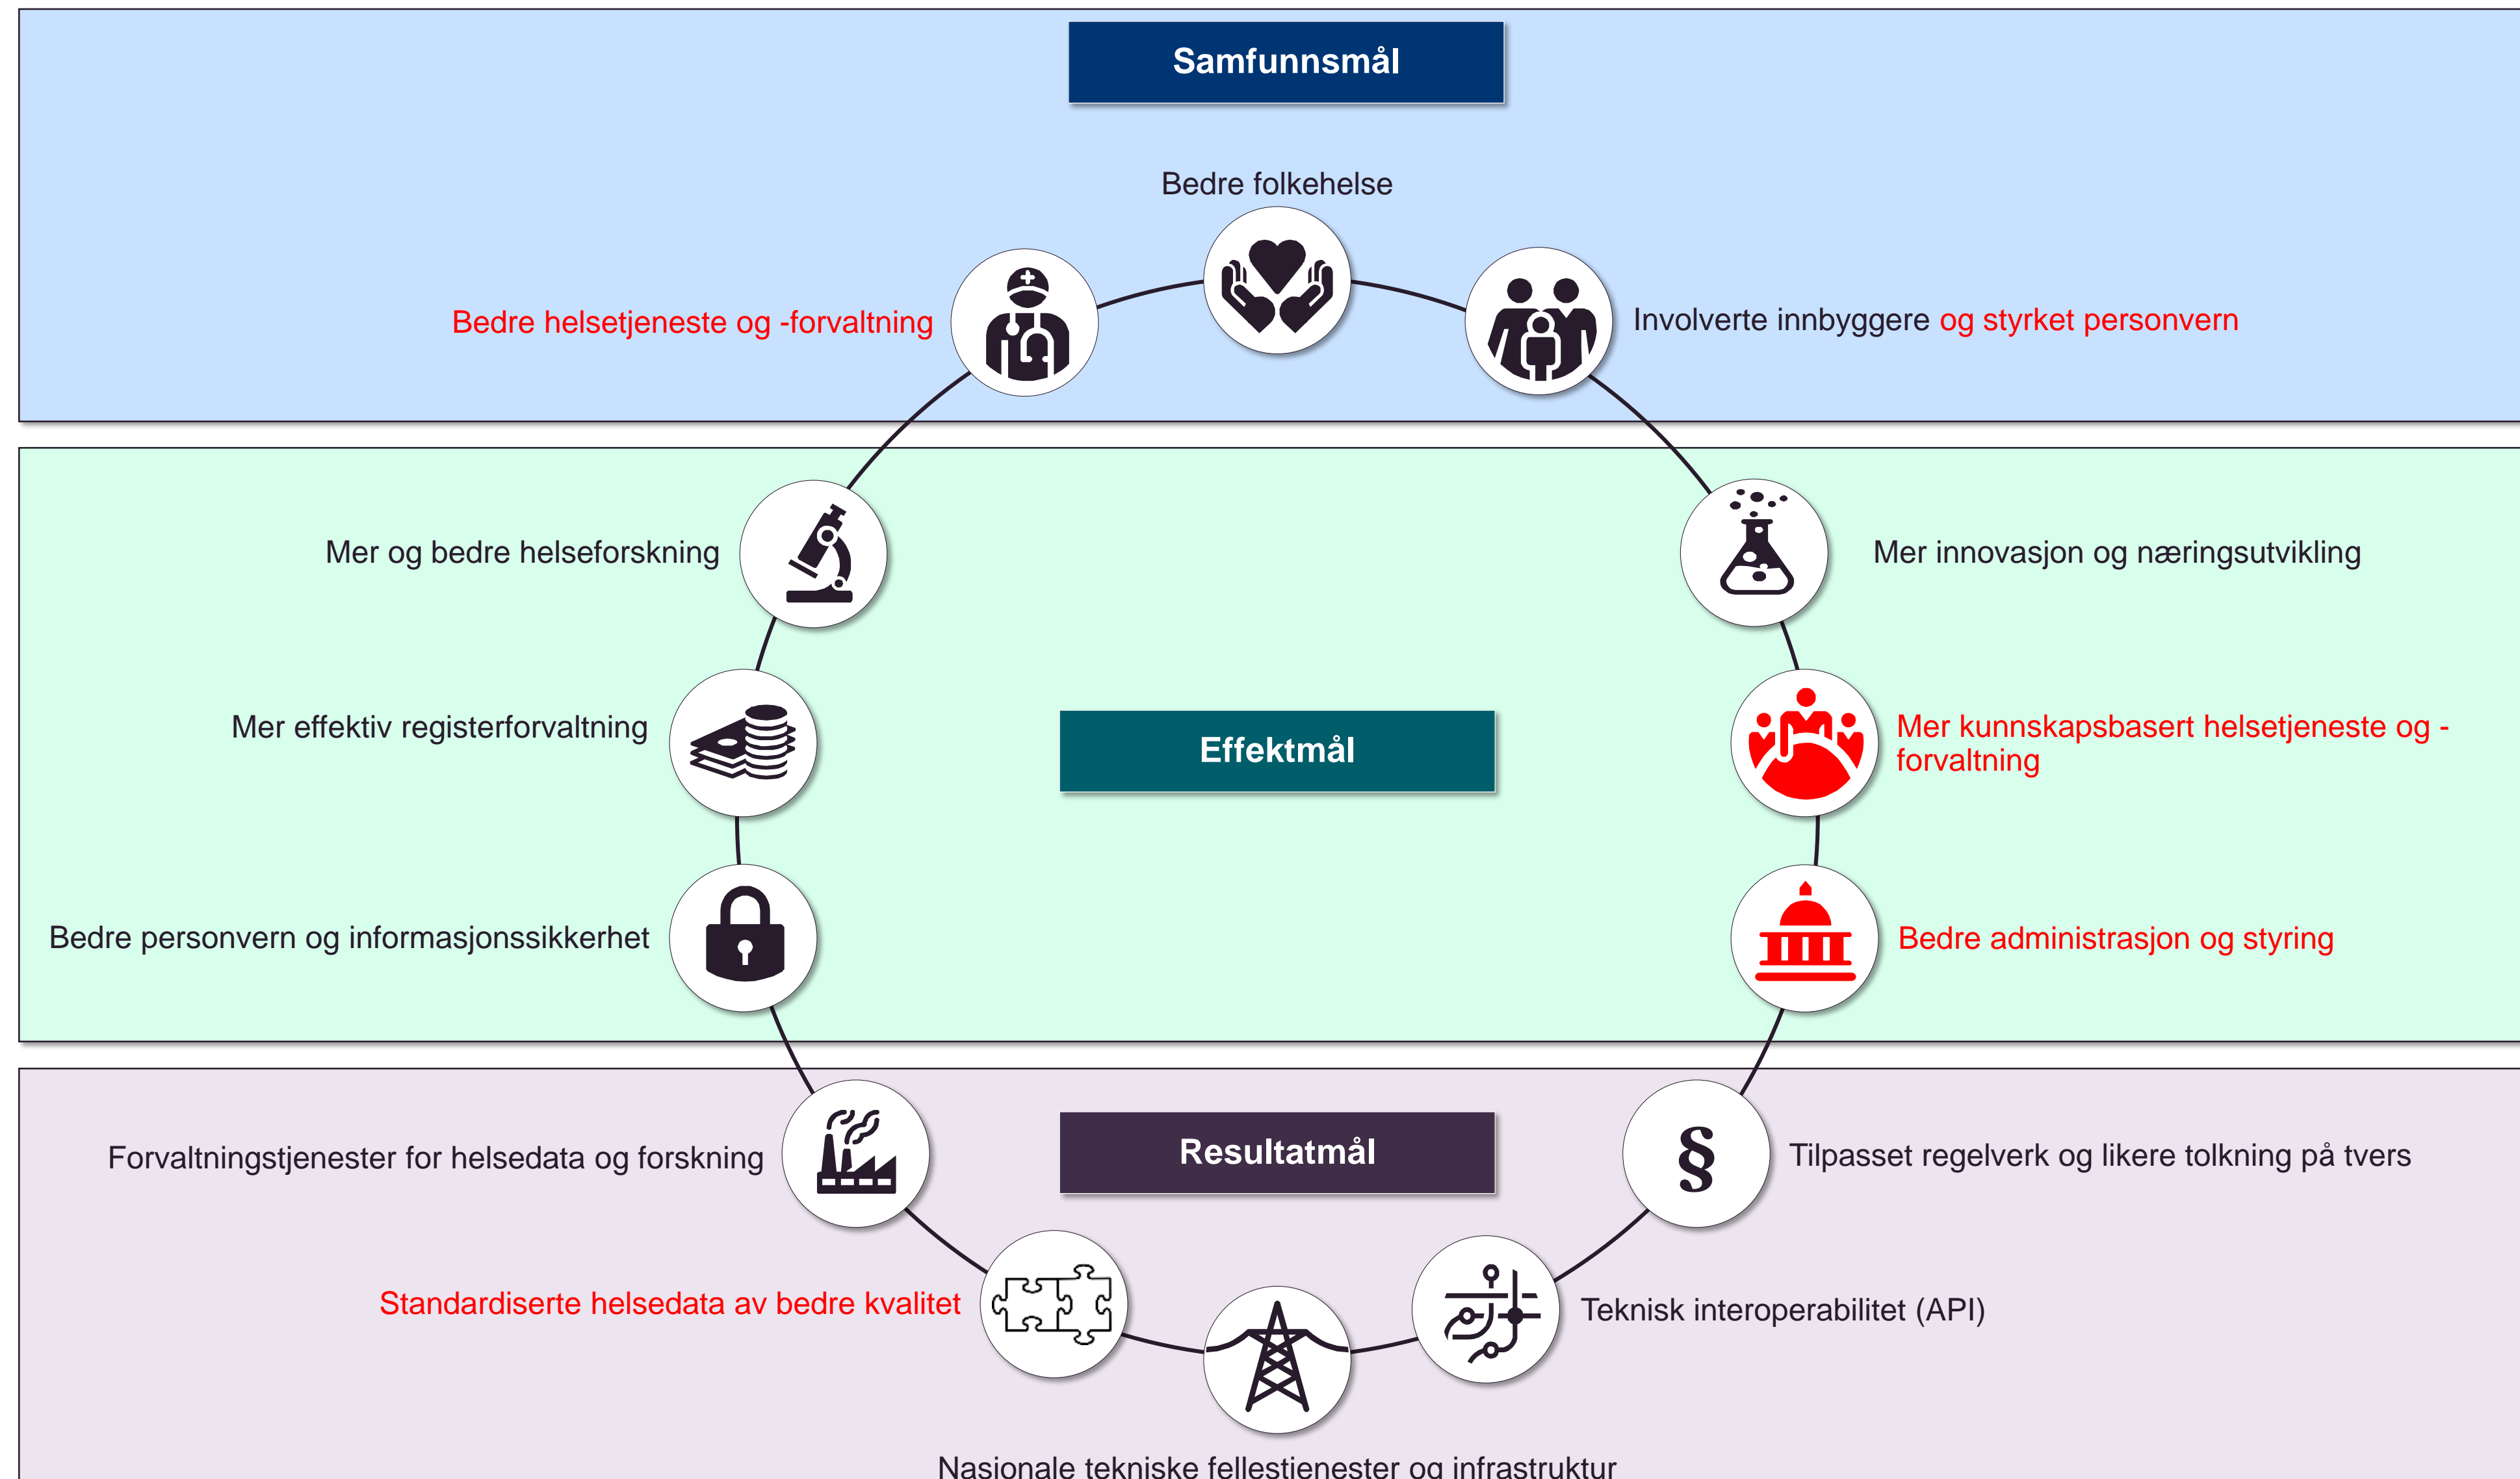 Samfunnsmål
Bedre folkehelse
Bedre helsetjeneste og -forvaltning
Involverte innbyggere og styrket personvern
Mer og bedre helseforskning
Mer innovasjon og næringsutvikling
Mer effektiv registerforvaltning
Effektmål
Mer kunnskapsbasert helsetjeneste og -
forvaltning
Bedre personvern og informasjonssikkerhet
Bedre administrasjon og styring
Forvaltningstjenester for helsedata og forskning
Resultatmål
§
Tilpasset regelverk og likere tolkning på tvers
Standardiserte helsedata av bedre kvalitet
Teknisk interoperabilitet (API)
Nasjonale tekniske fellestjenester og infrastruktur